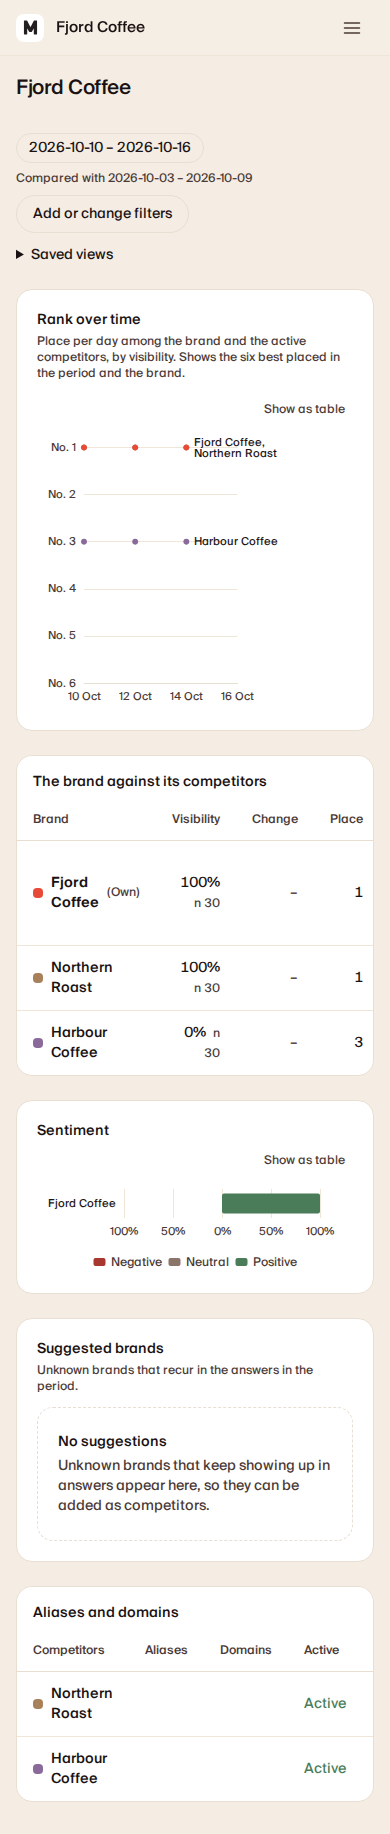 M Fjord Coffee
Fjord Coffee
2026-10-10 – 2026-10-16
Compared with 2026-10-03 – 2026-10-09
Add or change filters
Saved views
Rank over time
Place per day among the brand and the active
competitors, by visibility. Shows the six best placed in
the period and the brand.
Show as table
No. 1
Fjord Coffee,
Northern Roast
No. 2
No. 3
Harbour Coffee
No. 4
No. 5
No. 6
10 Oct 12 Oct 14 Oct 16 Oct
The brand against its competitors
Brand Visibility Change Place
Fjord
Coffee
(Own)
100%
n 30
–
1
Northern
Roast
100%
n 30
–
1
Harbour
Coffee
0% n
30
–
3
Sentiment
Show as table
Fjord Coffee
100% 50% 0% 50% 100%
Negative Neutral Positive
Suggested brands
Unknown brands that recur in the answers in the
period.
No suggestions
Unknown brands that keep showing up in
answers appear here, so they can be
added as competitors.
Aliases and domains
Competitors Aliases Domains Active
Northern
Roast
Active
Harbour
Coffee
Active